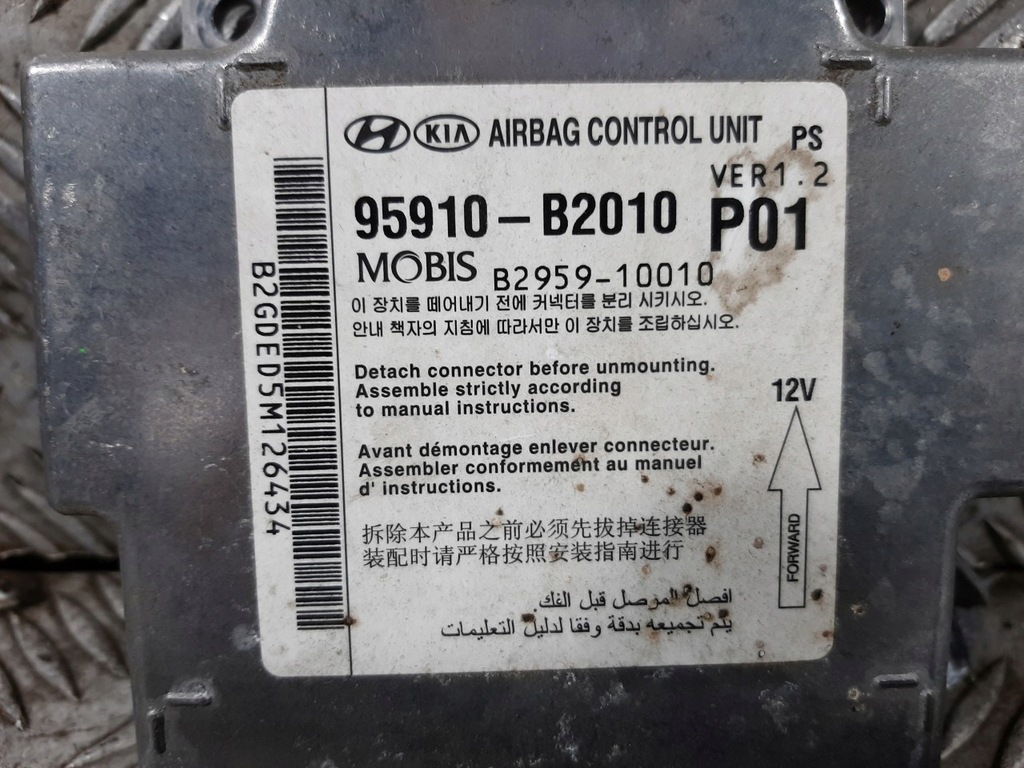 KIA AIRBAG CONTROL UNIT PS
VER1.2
95910-B2010 P01
MOBIS B2959-10010
이 장치를 떼어내기 전에 커넥터를 분리 시키시오.
안내 책자의 지침에 따라서만 이 장치를 조립하십시오.
Detach connector before unmounting.
Assemble strictly according
to manual instructions.
12V
Avant démontage enlever connecteur.
Assembler conformement au manuel
d' instructions.
FORWARD
拆除本产品之前必须先拔掉连接器
装配时请严格按照安装指南进行
افصل الموصل قبل الفك.
يتم تجميعه بدقة وفقا لدليل التعليمات
B2GDED5M126434